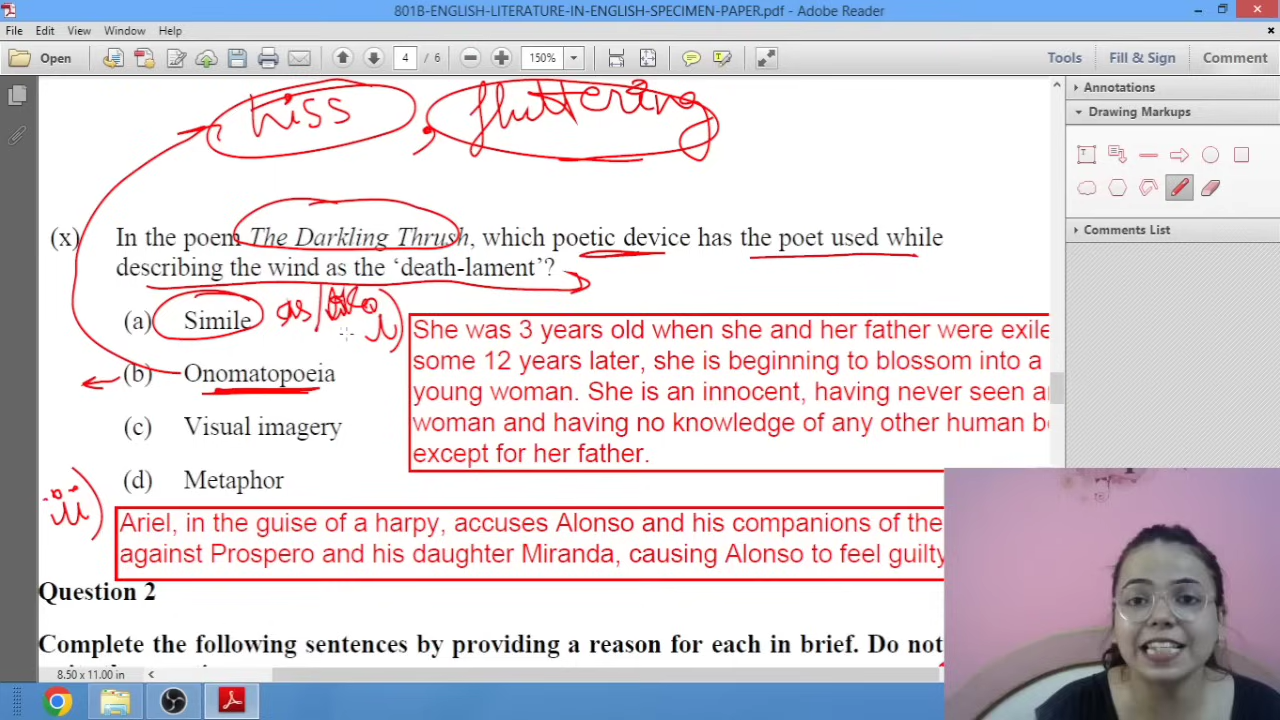 801B-ENGLISH-LITERATURE-IN-ENGLISH-SPECIMEN-PAPER.pdf - Adobe Reader
File Edit View Window Help
Open 4 / 6 150% Tools Fill & Sign Comment
Annotations
Drawing Markups
Comments List
hiss , fluttering
(x) In the poem The Darkling Thrush, which poetic device has the poet used while
describing the wind as the ‘death-lament’?
(a) Simile as/like
(b) Onomatopoeia
(c) Visual imagery
(d) Metaphor
ii)
She was 3 years old when she and her father were exile
some 12 years later, she is beginning to blossom into a
young woman. She is an innocent, having never seen an
woman and having no knowledge of any other human be
except for her father.
iii)
Ariel, in the guise of a harpy, accuses Alonso and his companions of the
against Prospero and his daughter Miranda, causing Alonso to feel guilty
Question 2
Complete the following sentences by providing a reason for each in brief. Do not
8.50 x 11.00 in